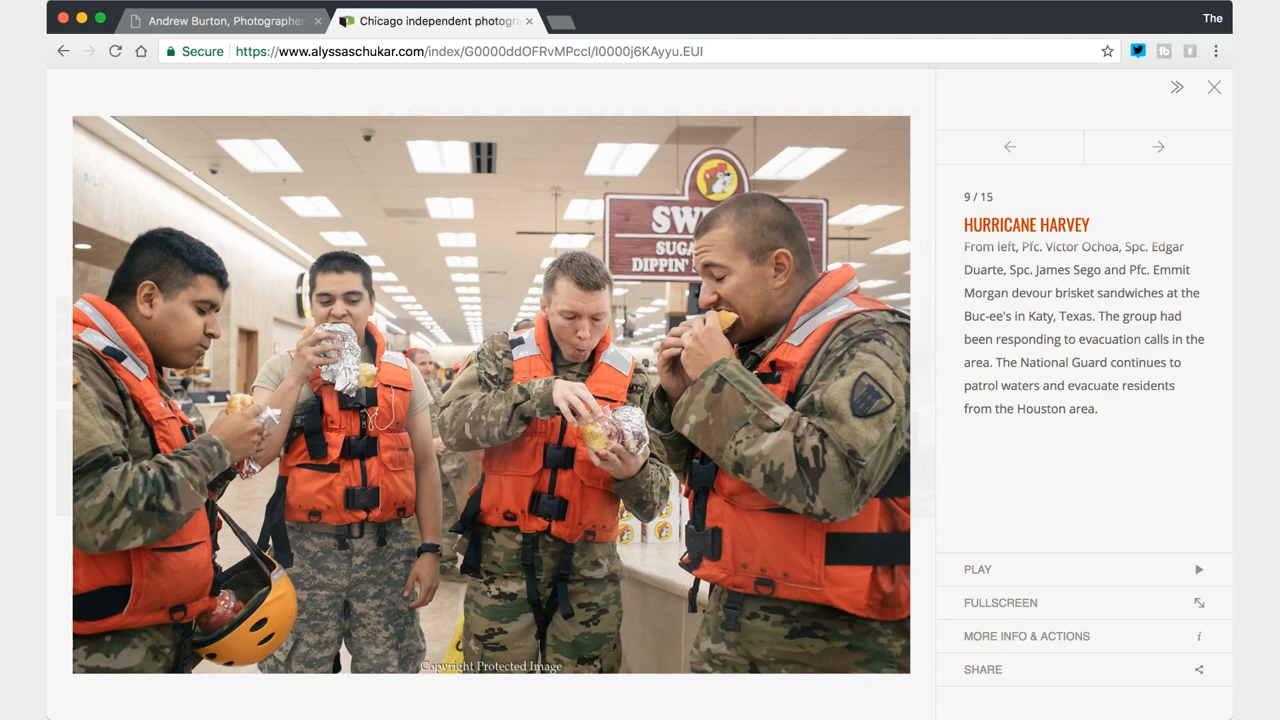 Andrew Burton, Photographer
Chicago independent photogra
The
Secure
https://www.alyssaschukar.com/index/G0000ddOFRvMPccI/I0000j6KAyyu.EUI
SW
SUGA
DIPPIN'
Copyright Protected Image
9 / 15
HURRICANE HARVEY
From left, Pfc. Victor Ochoa, Spc. Edgar
Duarte, Spc. James Sego and Pfc. Emmit
Morgan devour brisket sandwiches at the
Buc-ee's in Katy, Texas. The group had
been responding to evacuation calls in the
area. The National Guard continues to
patrol waters and evacuate residents
from the Houston area.
PLAY
FULLSCREEN
MORE INFO & ACTIONS
SHARE